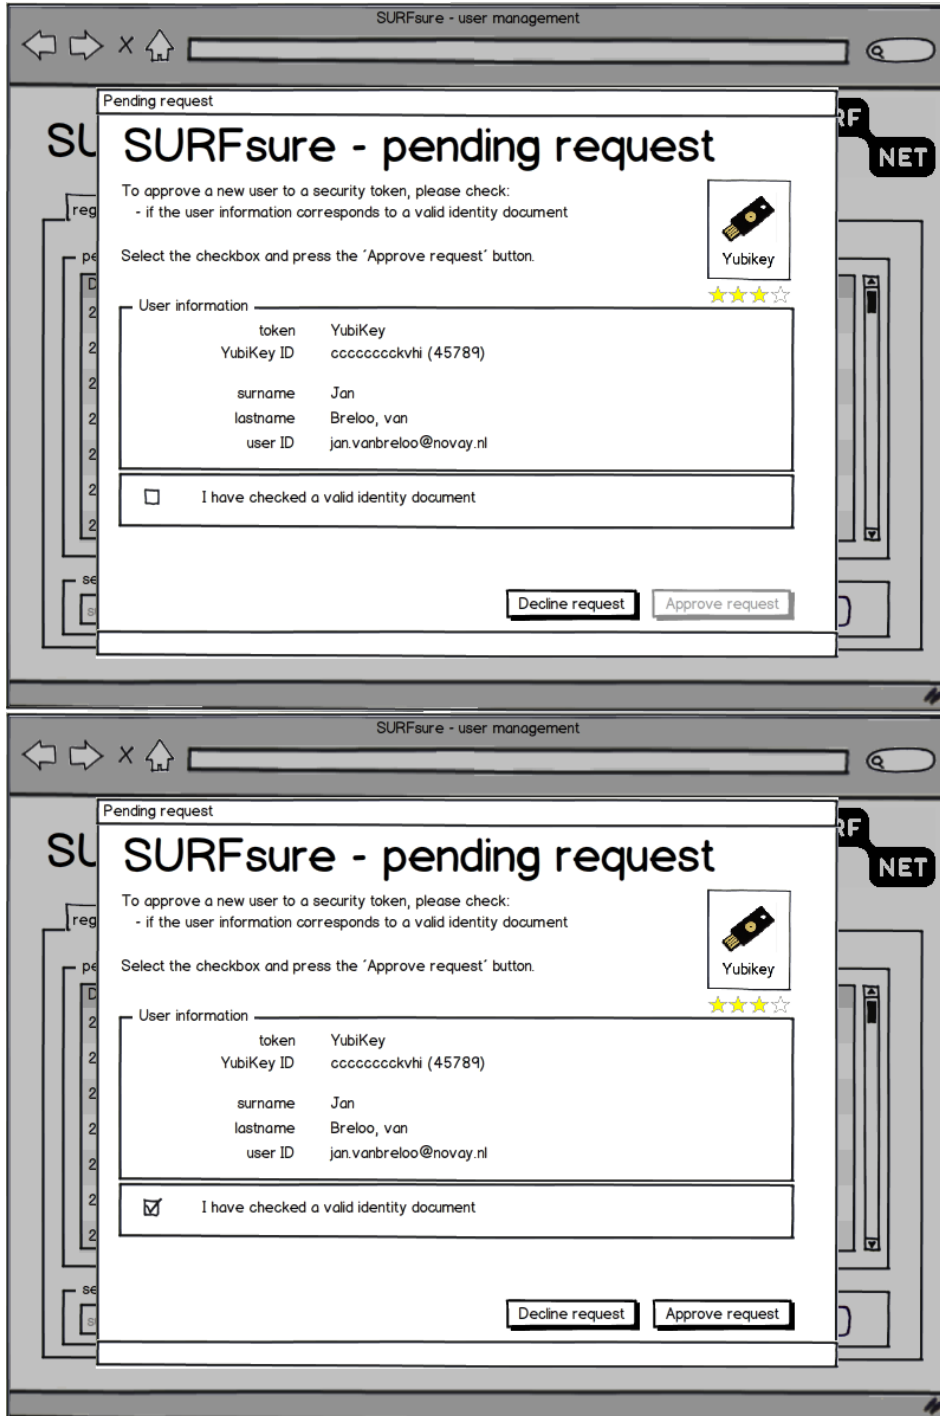 SURFsure - user management
Pending request
SURFsure - pending request
RF
NET
To approve a new user to a security token, please check:
- if the user information corresponds to a valid identity document
Select the checkbox and press the ´Approve request´ button.
Yubikey
User information
token YubiKey
YubiKey ID ccccccckvhi (45789)
surname Jan
lastname Breloo, van
user ID jan.vanbreloo@novay.nl
I have checked a valid identity document
Decline request
Approve request
SURFsure - user management
Pending request
SURFsure - pending request
RF
NET
To approve a new user to a security token, please check:
- if the user information corresponds to a valid identity document
Select the checkbox and press the ´Approve request´ button.
Yubikey
User information
token YubiKey
YubiKey ID ccccccckvhi (45789)
surname Jan
lastname Breloo, van
user ID jan.vanbreloo@novay.nl
I have checked a valid identity document
Decline request
Approve request